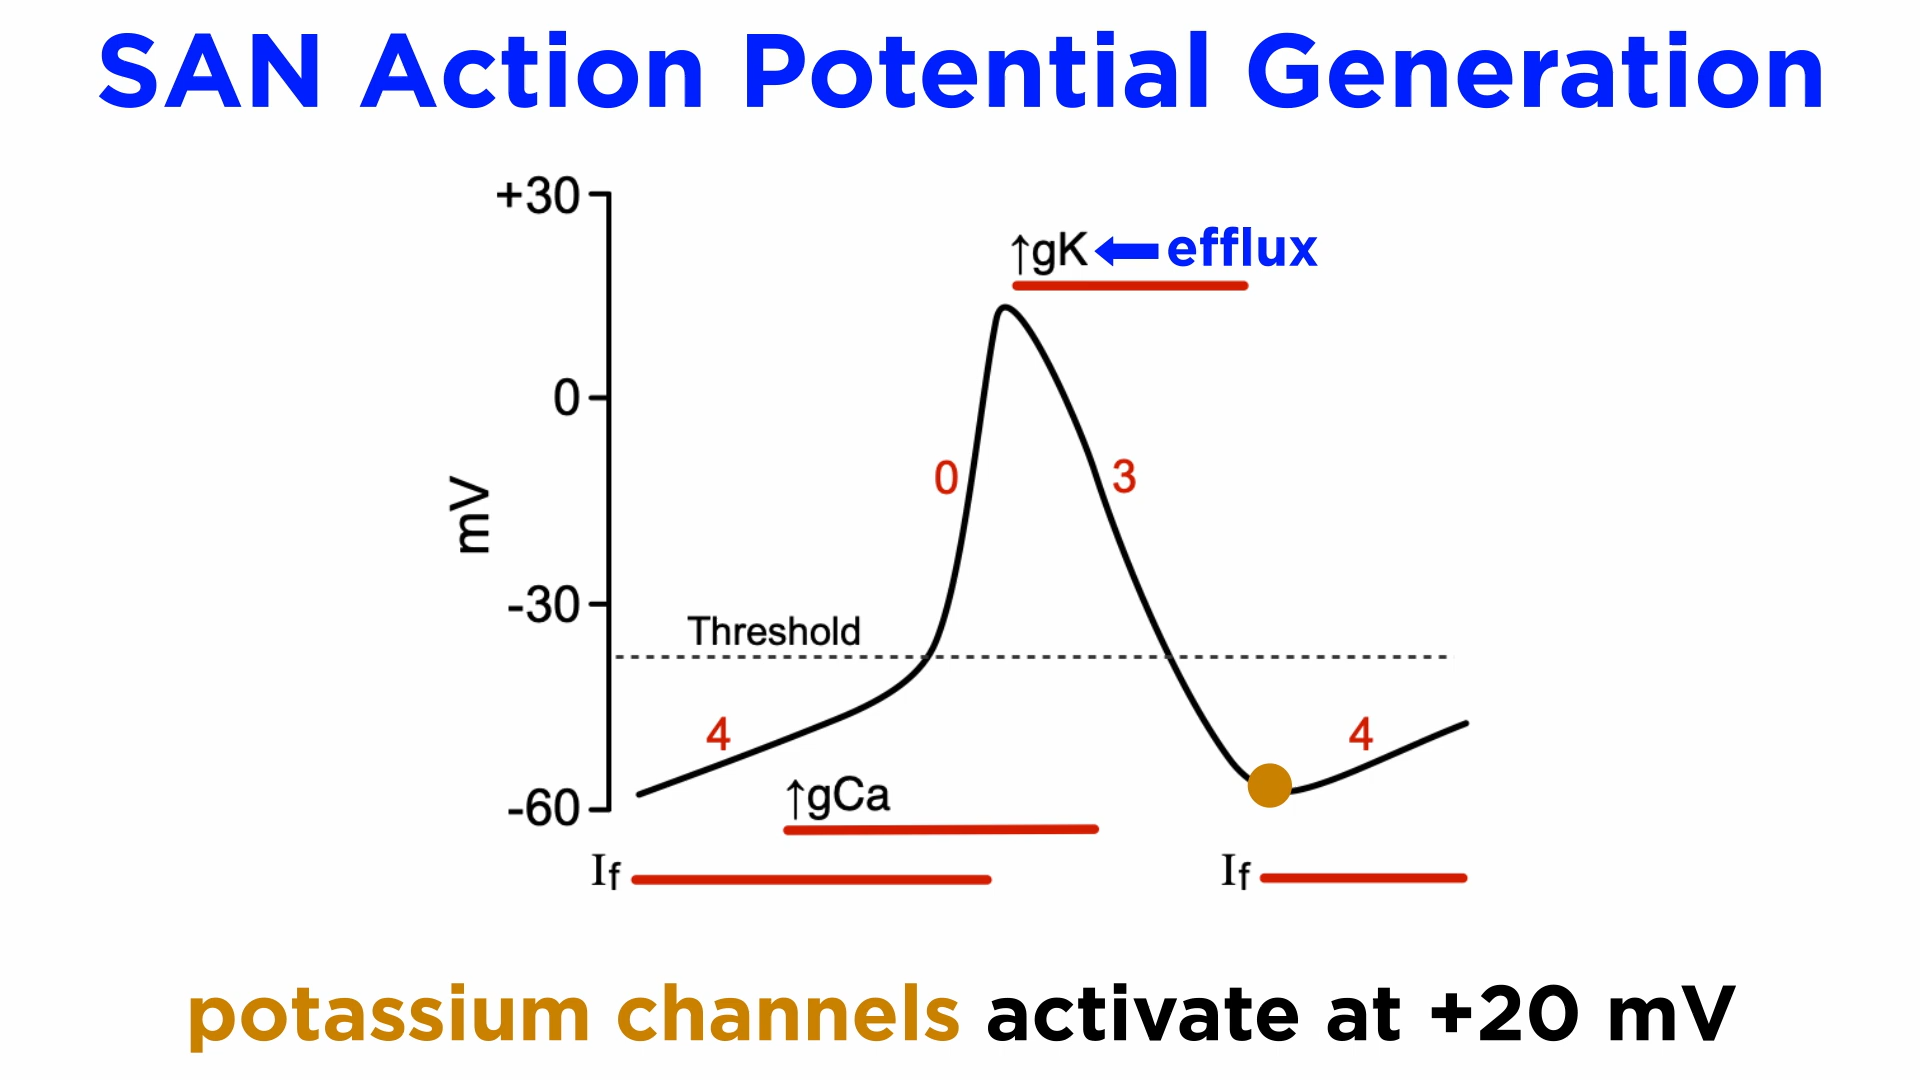 SAN Action Potential Generation
+30
↑gK efflux
0
0
3
mV
-30
Threshold
4
4
↑gCa
-60
If
If
potassium channels activate at +20 mV